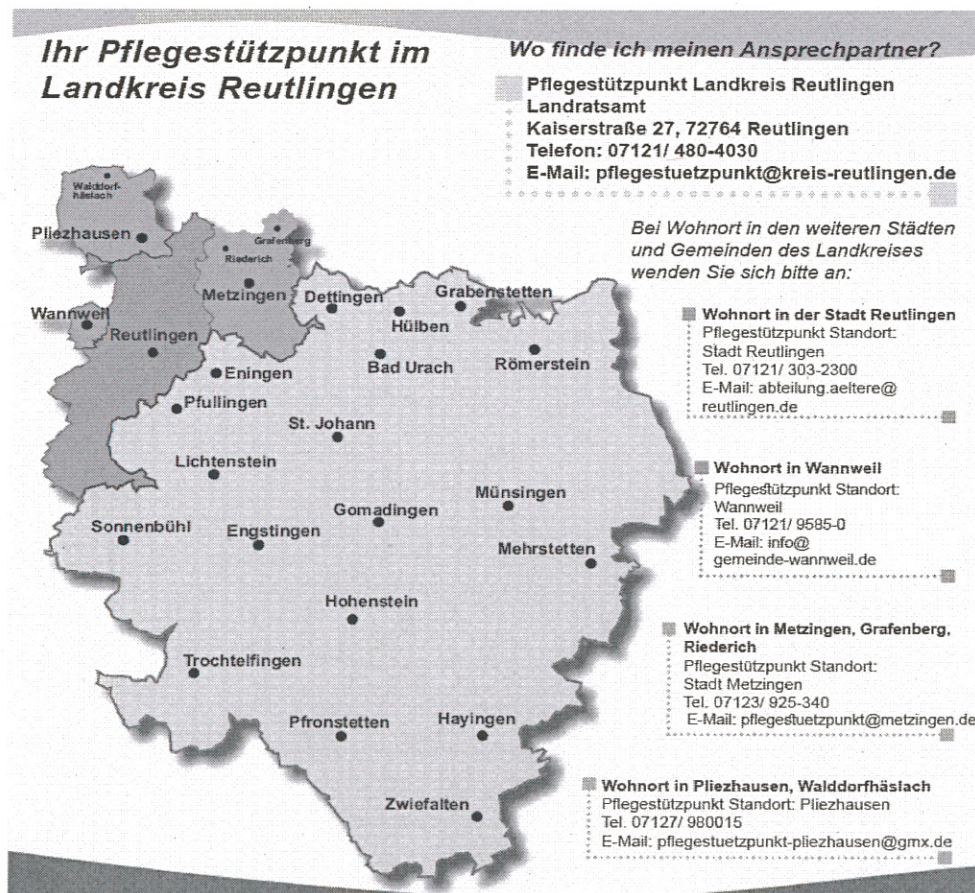 Ihr Pflegestützpunkt im
Landkreis Reutlingen
Wo finde ich meinen Ansprechpartner?
Pflegestützpunkt Landkreis Reutlingen
Landratsamt
Kaiserstraße 27, 72764 Reutlingen
Telefon: 07121/ 480-4030
E-Mail: pflegestuetzpunkt@kreis-reutlingen.de
Bei Wohnort in den weiteren Städten
und Gemeinden des Landkreises
wenden Sie sich bitte an:
Walddorf-
häslach
Pliezhausen
Grafenberg
Riederich
Metzingen
Wannweil
Reutlingen
Dettingen
Grabenstetten
Hülben
Bad Urach
Römerstein
Eningen
Pfullingen
St. Johann
Lichtenstein
Münsingen
Gomadingen
Sonnenbühl
Engstingen
Mehrstetten
Hohenstein
Trochtelfingen
Pfronstetten
Hayingen
Zwiefalten
Wohnort in der Stadt Reutlingen
Pflegestützpunkt Standort:
Stadt Reutlingen
Tel. 07121/ 303-2300
E-Mail: abteilung.aeltere@
reutlingen.de
Wohnort in Wannweil
Pflegestützpunkt Standort:
Wannweil
Tel. 07121/ 9585-0
E-Mail: info@
gemeinde-wannweil.de
Wohnort in Metzingen, Grafenberg,
Riederich
Pflegestützpunkt Standort:
Stadt Metzingen
Tel. 07123/ 925-340
E-Mail: pflegestuetzpunkt@metzingen.de
Wohnort in Pliezhausen, Walddorfhäslach
Pflegestützpunkt Standort: Pliezhausen
Tel. 07127/ 980015
E-Mail: pflegestuetzpunkt-pliezhausen@gmx.de